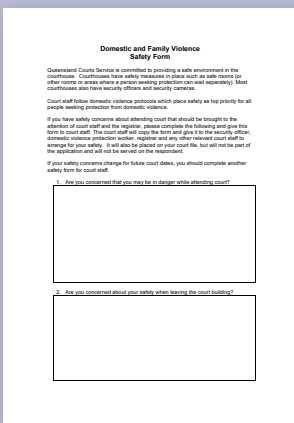 Domestic and Family Violence
Safety Form
Queensland Courts Service is committed to providing a safe environment in the
courthouse. Courthouses have safety measures in place such as safe rooms (or
other rooms or areas where a person seeking protection can wait separately). Most
courthouses also have security officers and security cameras.
Court staff follow domestic violence protocols which place safety as top priority for all
people seeking protection from domestic violence.
If you have safety concerns about attending court that should be brought to the
attention of court staff and the registrar, please complete the following and give this
form to court staff. The court staff will copy the form and give it to the security officer,
domestic violence protection worker, registrar and any other relevant court staff to
arrange for your safety. It will also be placed on your court file, but will not be part of
the application and will not be served on the respondent.
If your safety concerns change for future court dates, you should complete another
safety form for court staff.
1. Are you concerned that you may be in danger while attending court?
2. Are you concerned about your safety when leaving the court building?